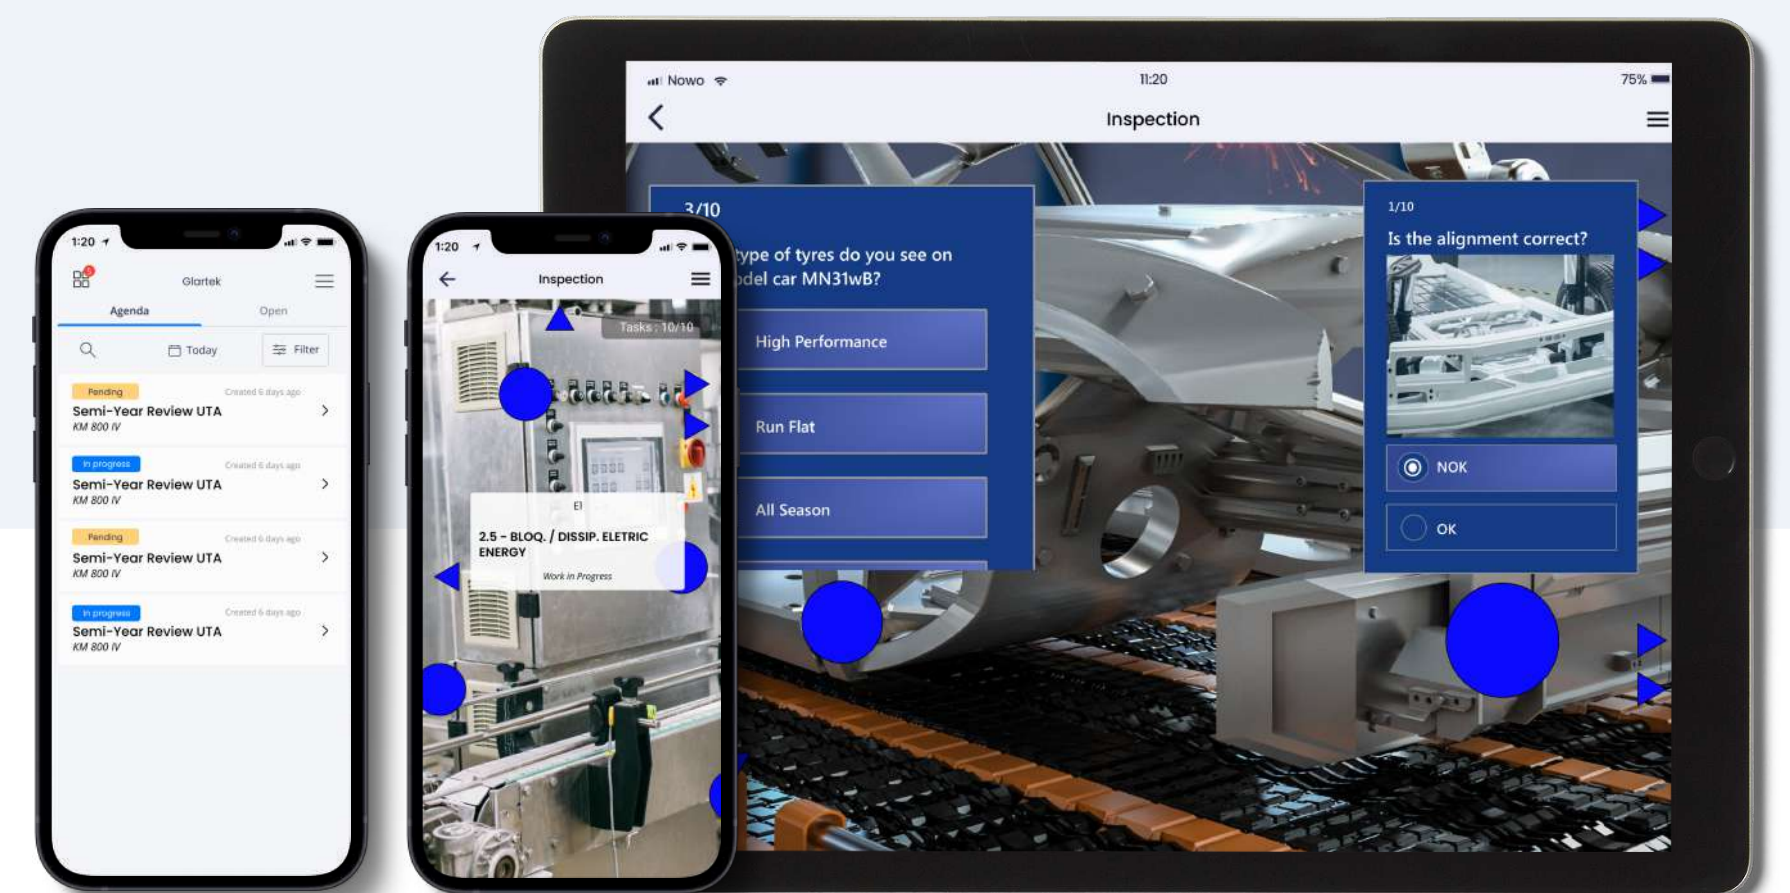 1:20
5
Glartek
Agenda
Open
Today
Filter
Pending
Created 6 days ago
Semi-Year Review UTA
KM 800 IV
In progress
Created 6 days ago
Semi-Year Review UTA
KM 800 IV
Pending
Created 6 days ago
Semi-Year Review UTA
KM 800 IV
In progress
Created 6 days ago
Semi-Year Review UTA
KM 800 IV
1:20
Inspection
Tasks : 10/10
E1
2.5 - BLOQ. / DISSIP. ELETRIC
ENERGY
Work in Progress
Nowo
11:20
75%
Inspection
3/10
type of tyres do you see on
car MN31wB?
High Performance
Run Flat
All Season
1/10
Is the alignment correct?
NOK
OK